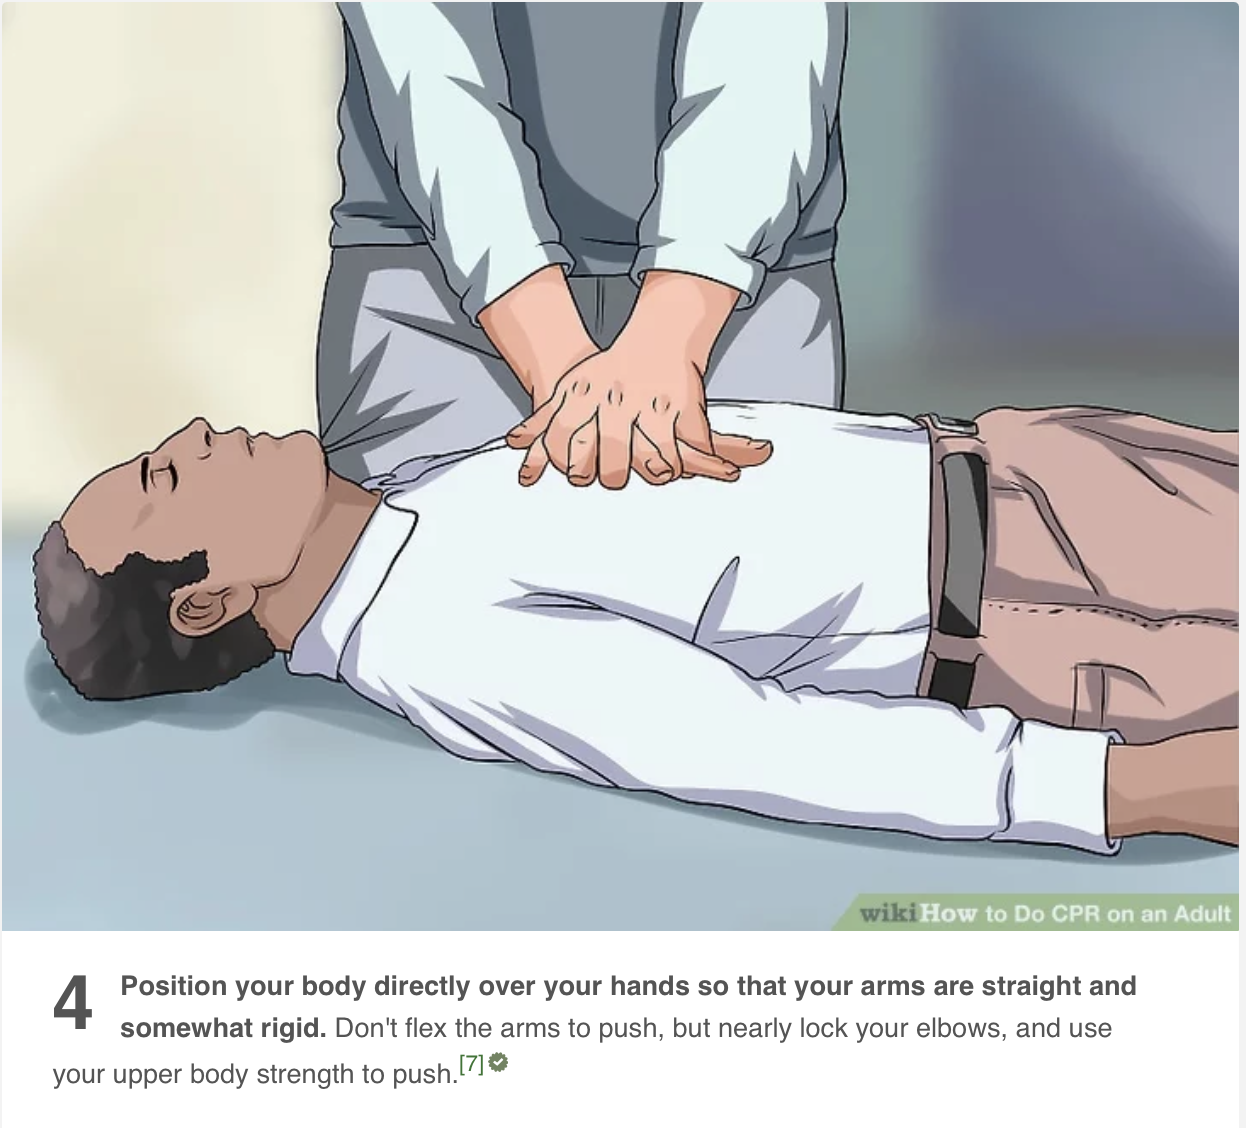 wikiHow to Do CPR on an Adult
4 Position your body directly over your hands so that your arms are straight and
somewhat rigid. Don't flex the arms to push, but nearly lock your elbows, and use
your upper body strength to push.[7]